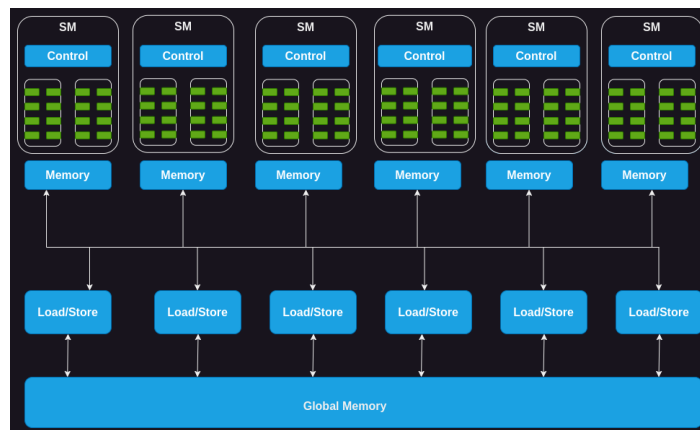 SM SM SM SM SM SM
Control Control Control Control Control Control
Memory Memory Memory Memory Memory Memory
Load/Store Load/Store Load/Store Load/Store Load/Store Load/Store
Global Memory